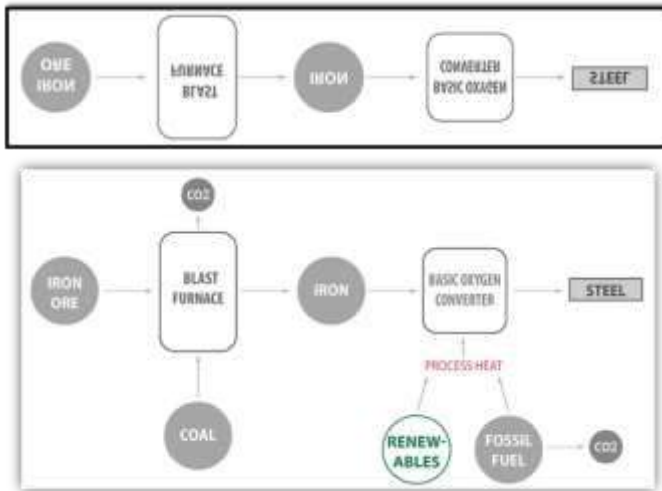 ORE
IRON
FURNACE
BLAST
IRON
CONVERTER
BASIC OXYGEN
STEEL
CO2
IRON
ORE
BLAST
FURNACE
IRON
BASIC OXYGEN
CONVERTER
STEEL
PROCESS HEAT
COAL
RENEW-
ABLES
FOSSIL
FUEL
CO2